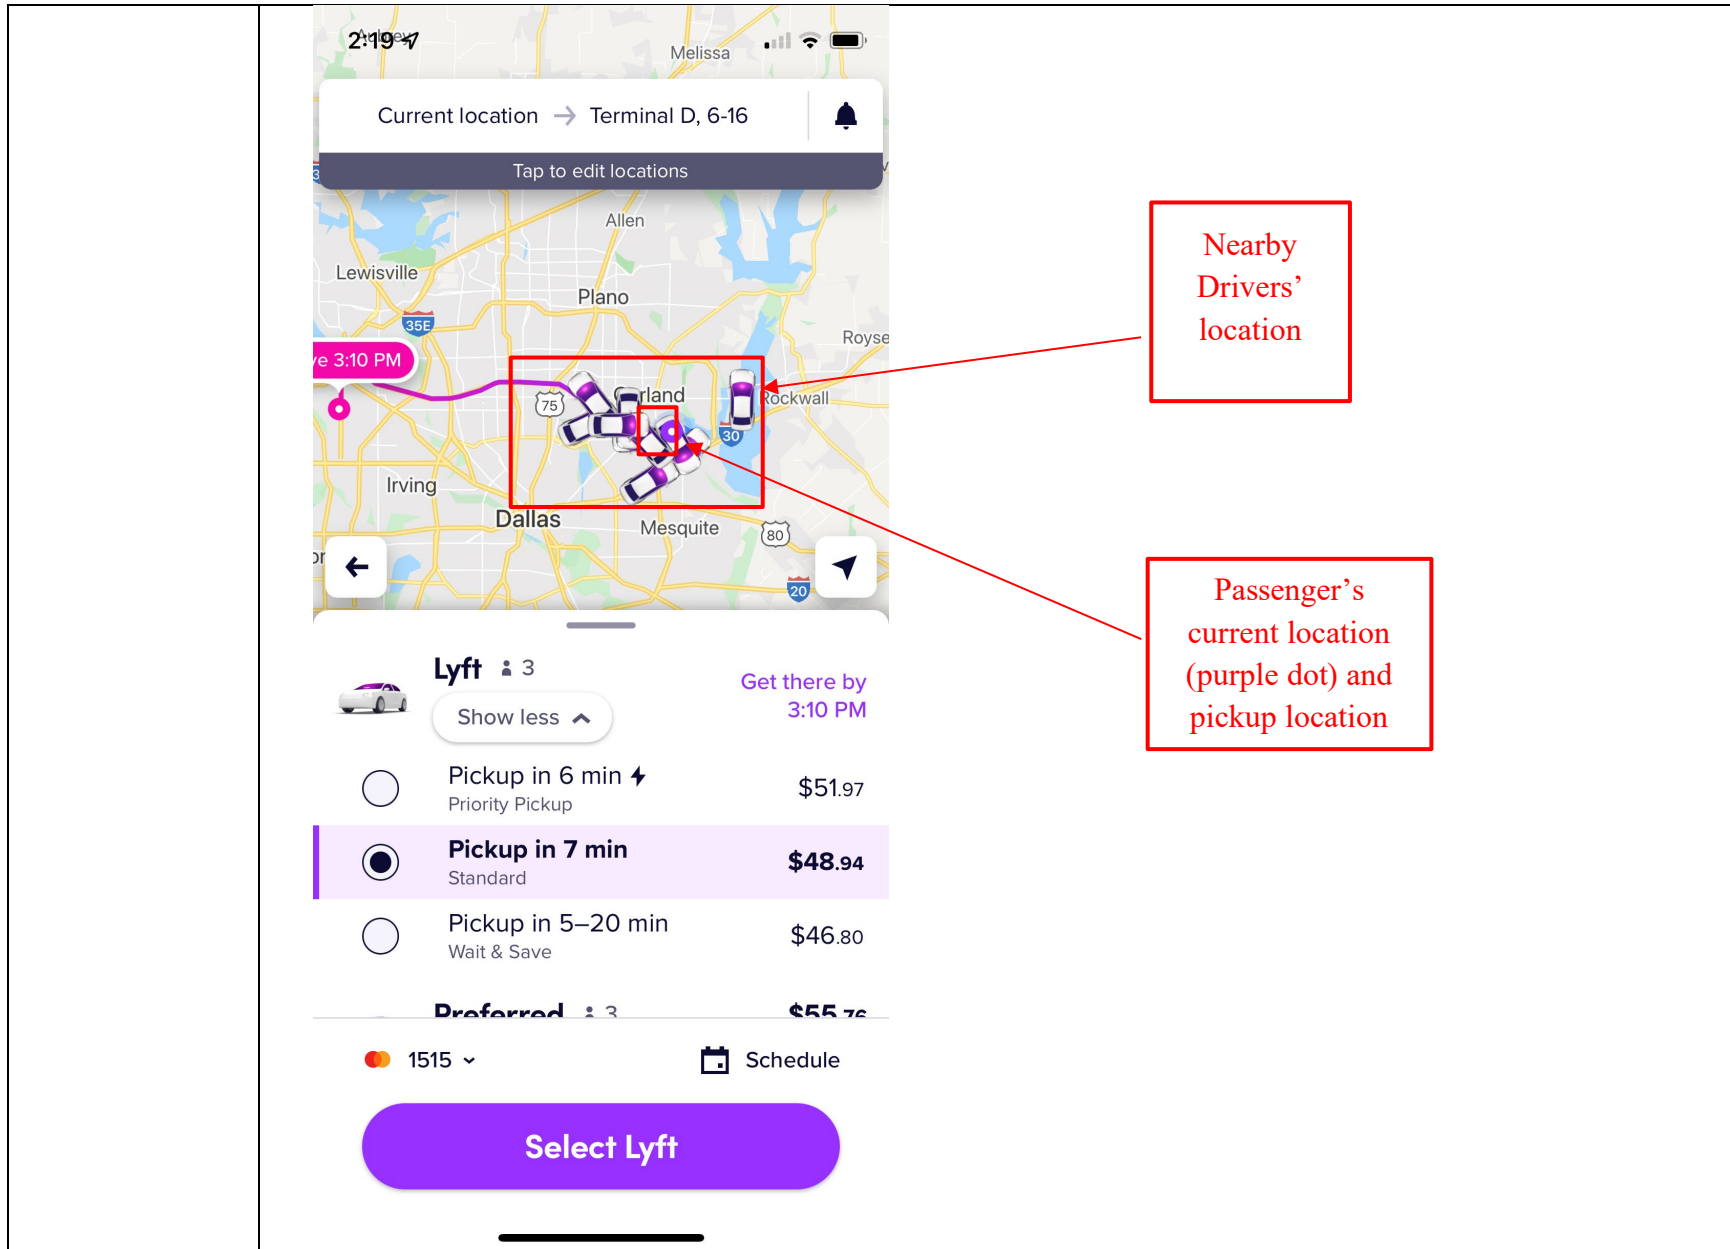 2:19
Aubrey
Melissa
Current location → Terminal D, 6-16
Tap to edit locations
Allen
Lewisville
Plano
35E
Royse
ve 3:10 PM
75
rland
Rockwall
30
Irving
Dallas
Mesquite
80
20
Nearby
Drivers’
location
Passenger’s
current location
(purple dot) and
pickup location
Lyft 3
Show less
Get there by
3:10 PM
Pickup in 6 min
Priority Pickup
$51.97
Pickup in 7 min
Standard
$48.94
Pickup in 5–20 min
Wait & Save
$46.80
Preferred 3
$55.76
1515
Schedule
Select Lyft